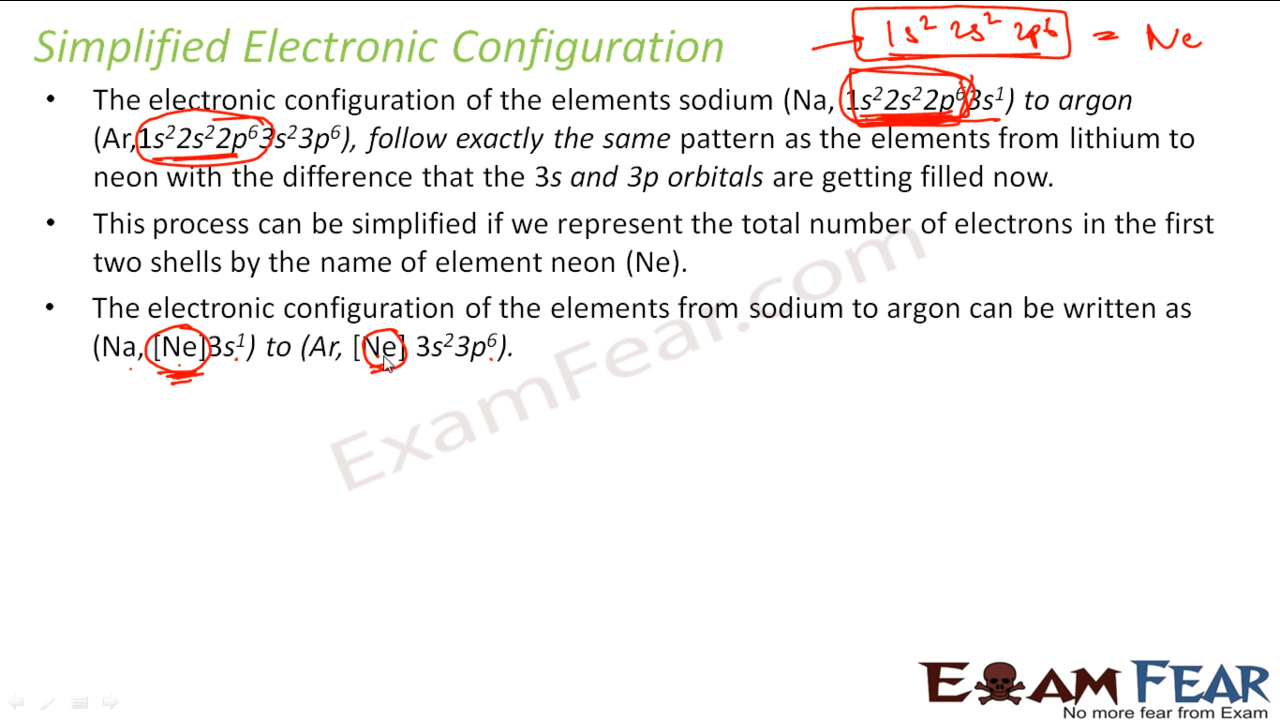 Simplified Electronic Configuration
1s² 2s² 2p⁶ = Ne
• The electronic configuration of the elements sodium (Na, 1s²2s²2p⁶3s¹) to argon
(Ar,1s²2s²2p⁶3s²3p⁶), follow exactly the same pattern as the elements from lithium to
neon with the difference that the 3s and 3p orbitals are getting filled now.
• This process can be simplified if we represent the total number of electrons in the first
two shells by the name of element neon (Ne).
• The electronic configuration of the elements from sodium to argon can be written as
(Na, [Ne]3s¹) to (Ar, [Ne] 3s²3p⁶).
ExamFear.com
EXAM FEAR
No more fear from Exam